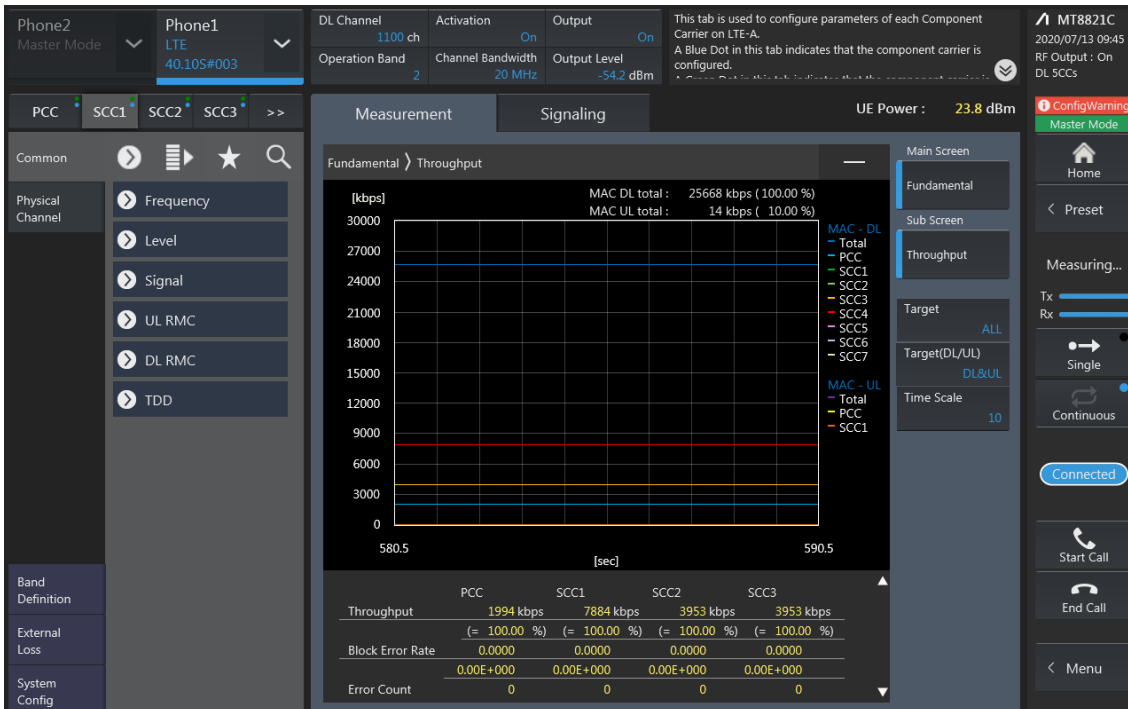 Phone2
Master Mode
Phone1
LTE
40.10S#003
DL Channel
1100 ch
Operation Band
2
Activation
On
Channel Bandwidth
20 MHz
Output
On
Output Level
-54.2 dBm
This tab is used to configure parameters of each Component
Carrier on LTE-A.
A Blue Dot in this tab indicates that the component carrier is
configured.
A Green Dot in this tab indicates that the component carrier is
MT8821C
2020/07/13 09:45
RF Output : On
DL 5CCs
PCC SCC1 SCC2 SCC3 >>
Measurement Signaling
UE Power : 23.8 dBm
ConfigWarning
Master Mode
Common
Physical
Channel
Frequency
Level
Signal
UL RMC
DL RMC
TDD
Band
Definition
External
Loss
System
Config
Fundamental ⟩ Throughput
[kbps]
MAC DL total : 25668 kbps ( 100.00 %)
MAC UL total : 14 kbps ( 10.00 %)
30000
27000
24000
21000
18000
15000
12000
9000
6000
3000
0
580.5
590.5
[sec]
MAC - DL
Total
PCC
SCC1
SCC2
SCC3
SCC4
SCC5
SCC6
SCC7
MAC - UL
Total
PCC
SCC1
PCC SCC1 SCC2 SCC3
Throughput 1994 kbps 7884 kbps 3953 kbps 3953 kbps
(= 100.00 %) (= 100.00 %) (= 100.00 %) (= 100.00 %)
Block Error Rate 0.0000 0.0000 0.0000 0.0000
0.00E+000 0.00E+000 0.00E+000 0.00E+000
Error Count 0 0 0 0
Main Screen
Fundamental
Sub Screen
Throughput
Target
ALL
Target(DL/UL)
DL&UL
Time Scale
10
Home
< Preset
Measuring...
Tx
Rx
Single
Continuous
Connected
Start Call
End Call
< Menu